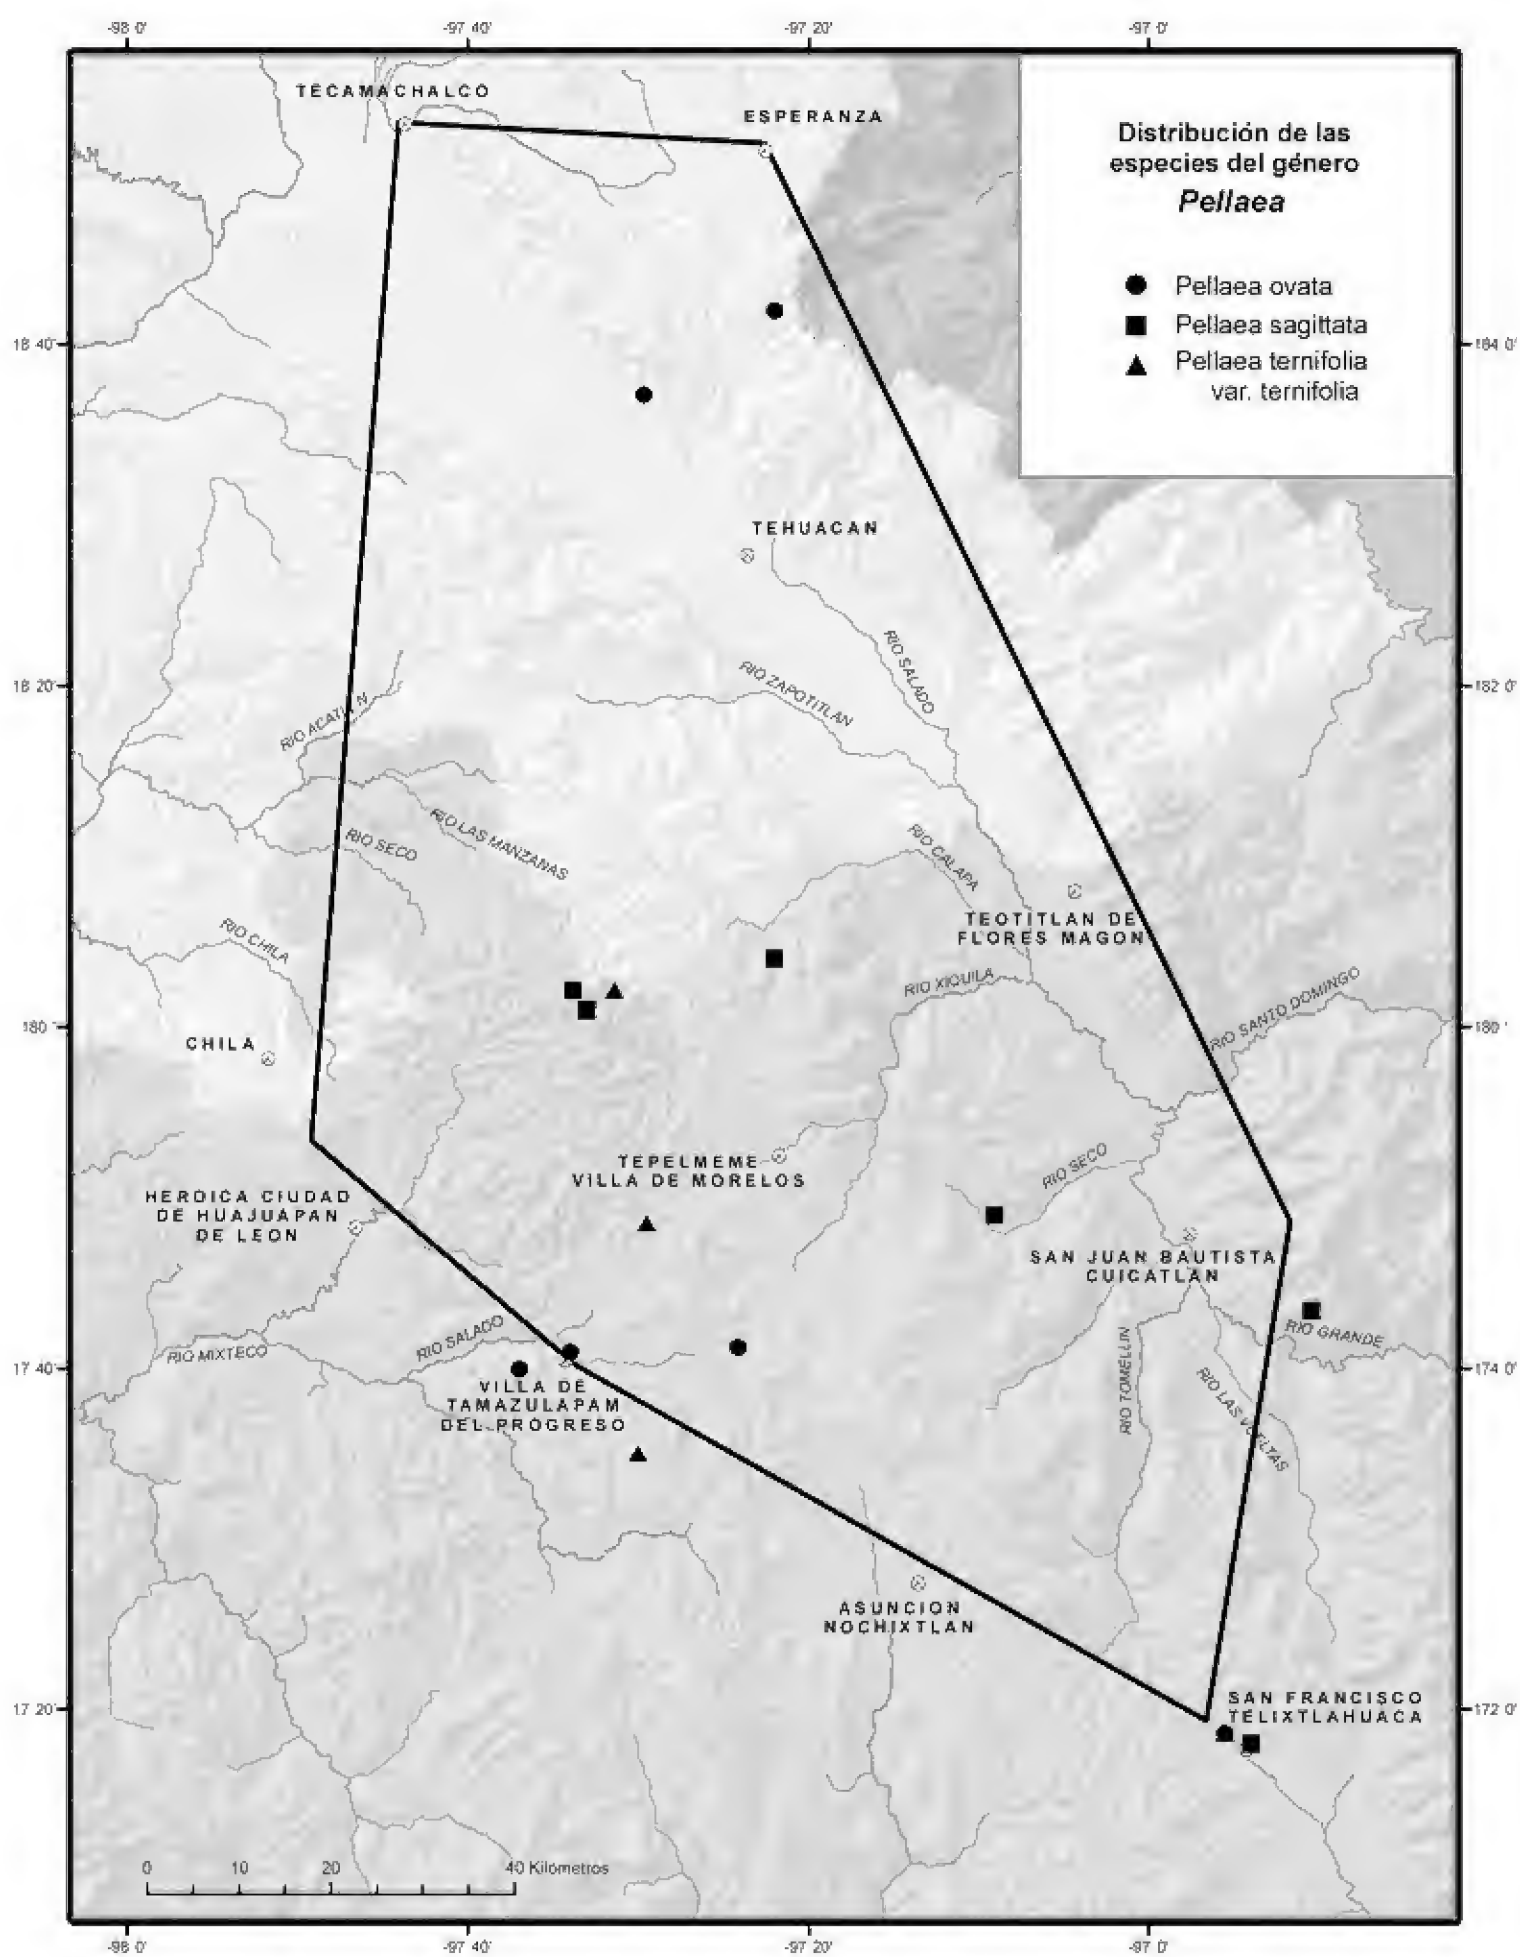 -98 0'
-97 40'
-97 20'
-97 0'
TECAMACHALCO
ESPERANZA
Distribución de las
especies del género
Pellaea
Pellaea ovata
Pellaea sagittata
Pellaea ternifolia
var. ternifolia
18 40'
184 0'
TEHUACAN
RIO SALADO
RIO ZAPOTITLAN
18 20'
182 0'
RIO LAS MANZANAS
RIO SECO
RIO CALAPA
TEOTITLAN DE
FLORES MAGON
RIO CHILA
RIO XIQUILA
RIO SANTO DOMINGO
180 '
180 '
CHILA
TEPELMEME
VILLA DE MORELOS
RIO SECO
HEROICA CIUDAD
DE HUAJUAPAN
DE LEON
SAN JUAN BAUTISTA
CUICATLAN
RIO GRANDE
RIO MIXTECO
RIO SALADO
RIO TOMELLIN
17 40'
174 0'
VILLA DE
TAMAZULAPAM
DEL PROGRESO
RIO LAS VUELTAS
ASUNCION
NOCHIXTLAN
17 20'
172 0'
SAN FRANCISCO
TELIXTLAHUACA
0 10 20 40 Kilómetros
-98 0'
-97 40'
-97 20'
-97 0'